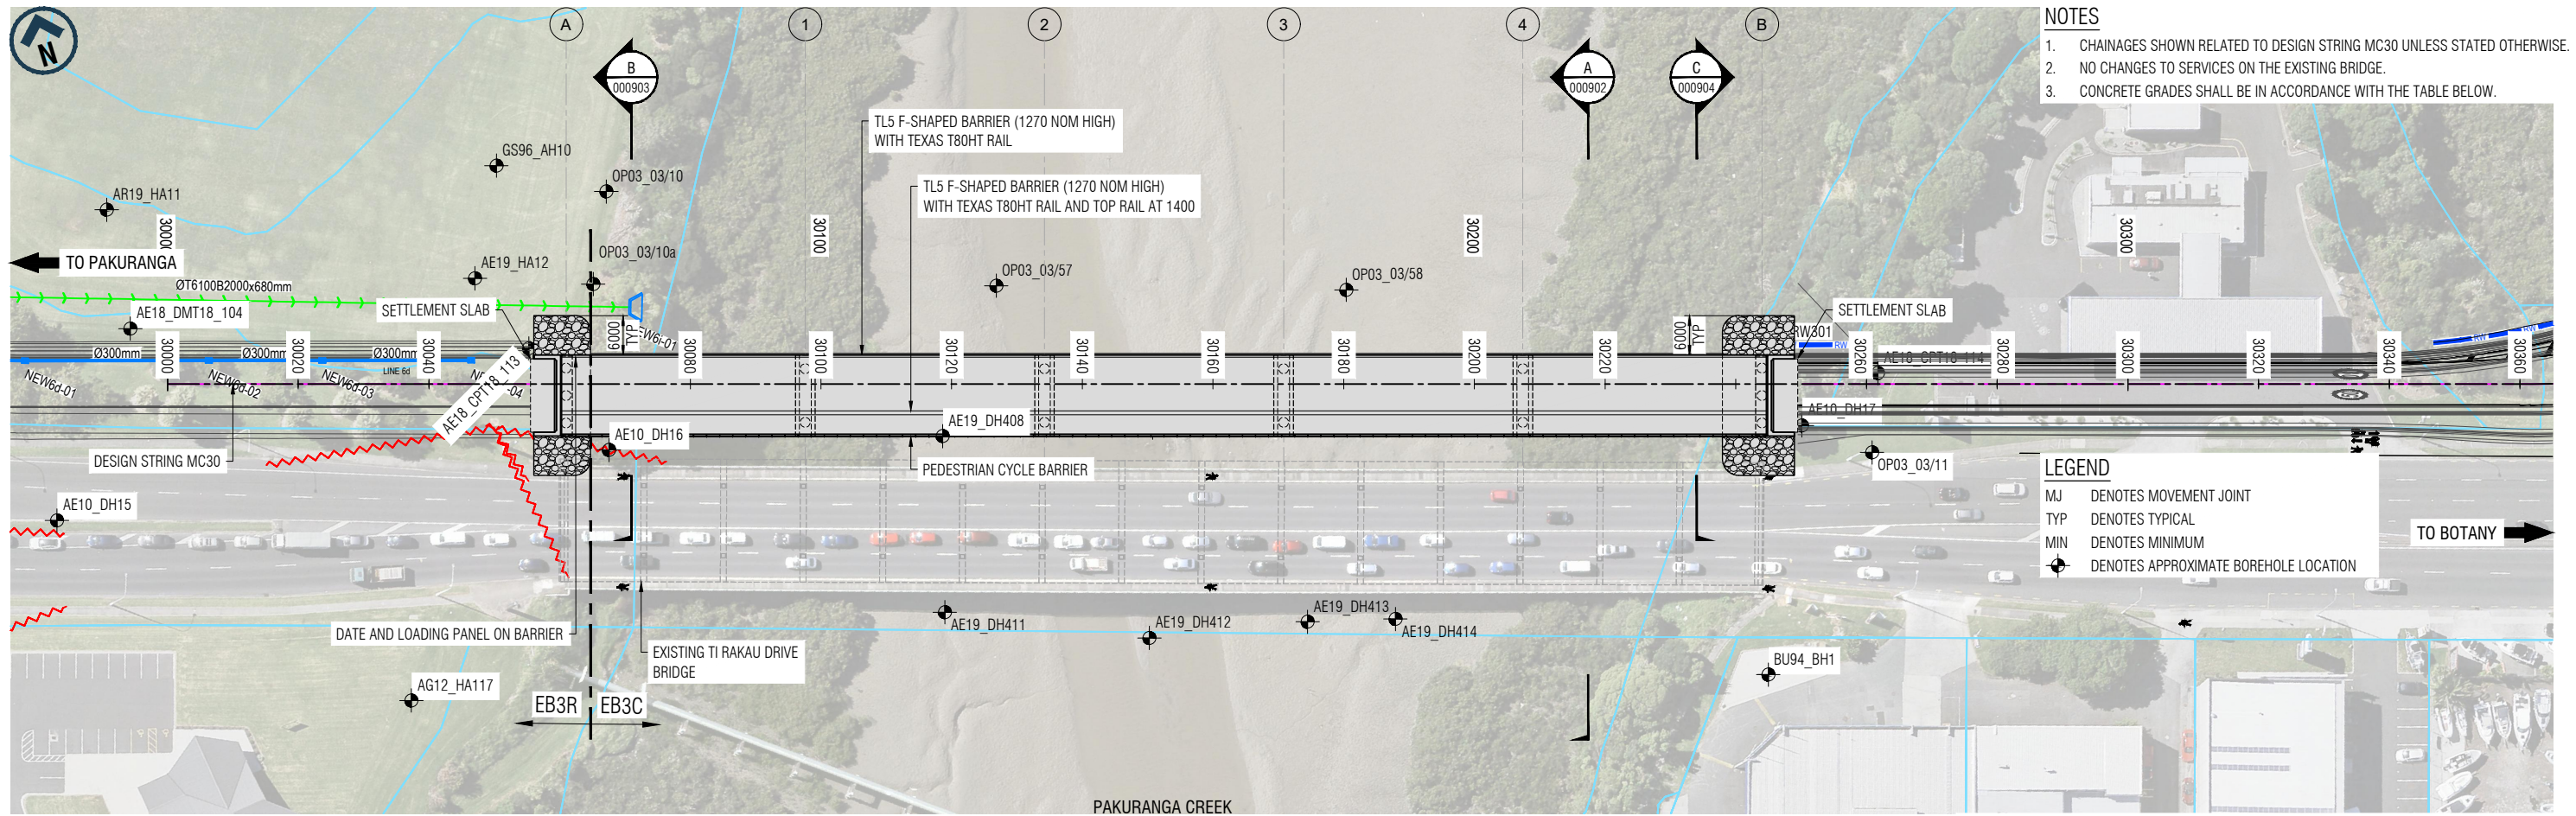 N
A
1
2
3
4
B
B
000903
A
000902
C
000904
NOTES
1. CHAINAGES SHOWN RELATED TO DESIGN STRING MC30 UNLESS STATED OTHERWISE.
2. NO CHANGES TO SERVICES ON THE EXISTING BRIDGE.
3. CONCRETE GRADES SHALL BE IN ACCORDANCE WITH THE TABLE BELOW.
TL5 F-SHAPED BARRIER (1270 NOM HIGH)
WITH TEXAS T80HT RAIL
TL5 F-SHAPED BARRIER (1270 NOM HIGH)
WITH TEXAS T80HT RAIL AND TOP RAIL AT 1400
GS96_AH10
OP03_03/10
AR19_HA11
30000
30100
30200
30300
TO PAKURANGA
AE19_HA12
OP03_03/10a
OP03_03/57
OP03_03/58
ØT6100B2000x680mm
AE18_DMT18_104
SETTLEMENT SLAB
6000
TYP
NEW6i-01
6000
TYP
SETTLEMENT SLAB
RW301
RW
RW
RW
Ø300mm
Ø300mm
Ø300mm
LINE 6d
30000
30020
30040
30080
30100
30120
30140
30160
30180
30200
30220
30260
30280
30300
30320
30340
30360
AE18_CPT18_114
NEW6d-01
NEW6d-02
NEW6d-03
AE18_CPT18_113
AE10_DH17
AE19_DH408
AE10_DH16
DESIGN STRING MC30
PEDESTRIAN CYCLE BARRIER
OP03_03/11
AE10_DH15
LEGEND
MJ DENOTES MOVEMENT JOINT
TYP DENOTES TYPICAL
MIN DENOTES MINIMUM
DENOTES APPROXIMATE BOREHOLE LOCATION
TO BOTANY
DATE AND LOADING PANEL ON BARRIER
EXISTING TI RAKAU DRIVE
BRIDGE
AE19_DH411
AE19_DH412
AE19_DH413
AE19_DH414
BU94_BH1
AG12_HA117
EB3R
EB3C
PAKURANGA CREEK